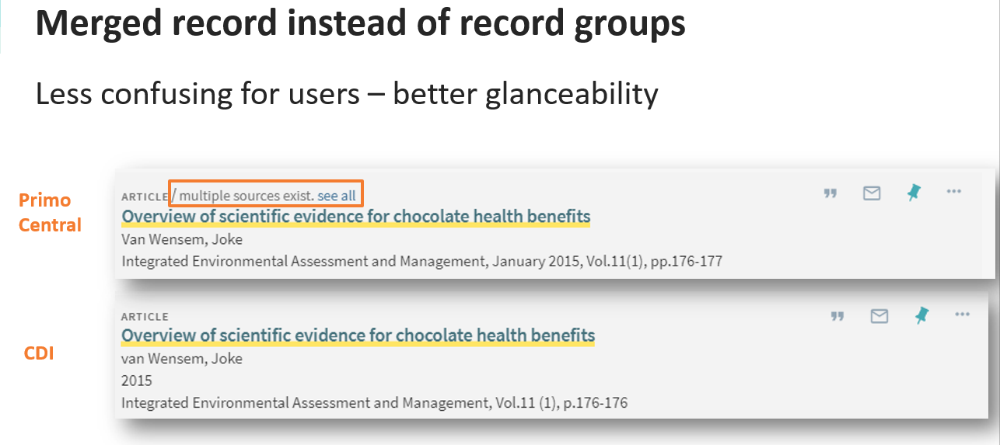 Merged record instead of record groups
Less confusing for users – better glanceability
Primo
Central
ARTICLE / multiple sources exist. see all
Overview of scientific evidence for chocolate health benefits
Van Wensem, Joke
Integrated Environmental Assessment and Management, January 2015, Vol.11(1), pp.176-177
CDI
ARTICLE
Overview of scientific evidence for chocolate health benefits
van Wensem, Joke
2015
Integrated Environmental Assessment and Management, Vol.11 (1), p.176-176